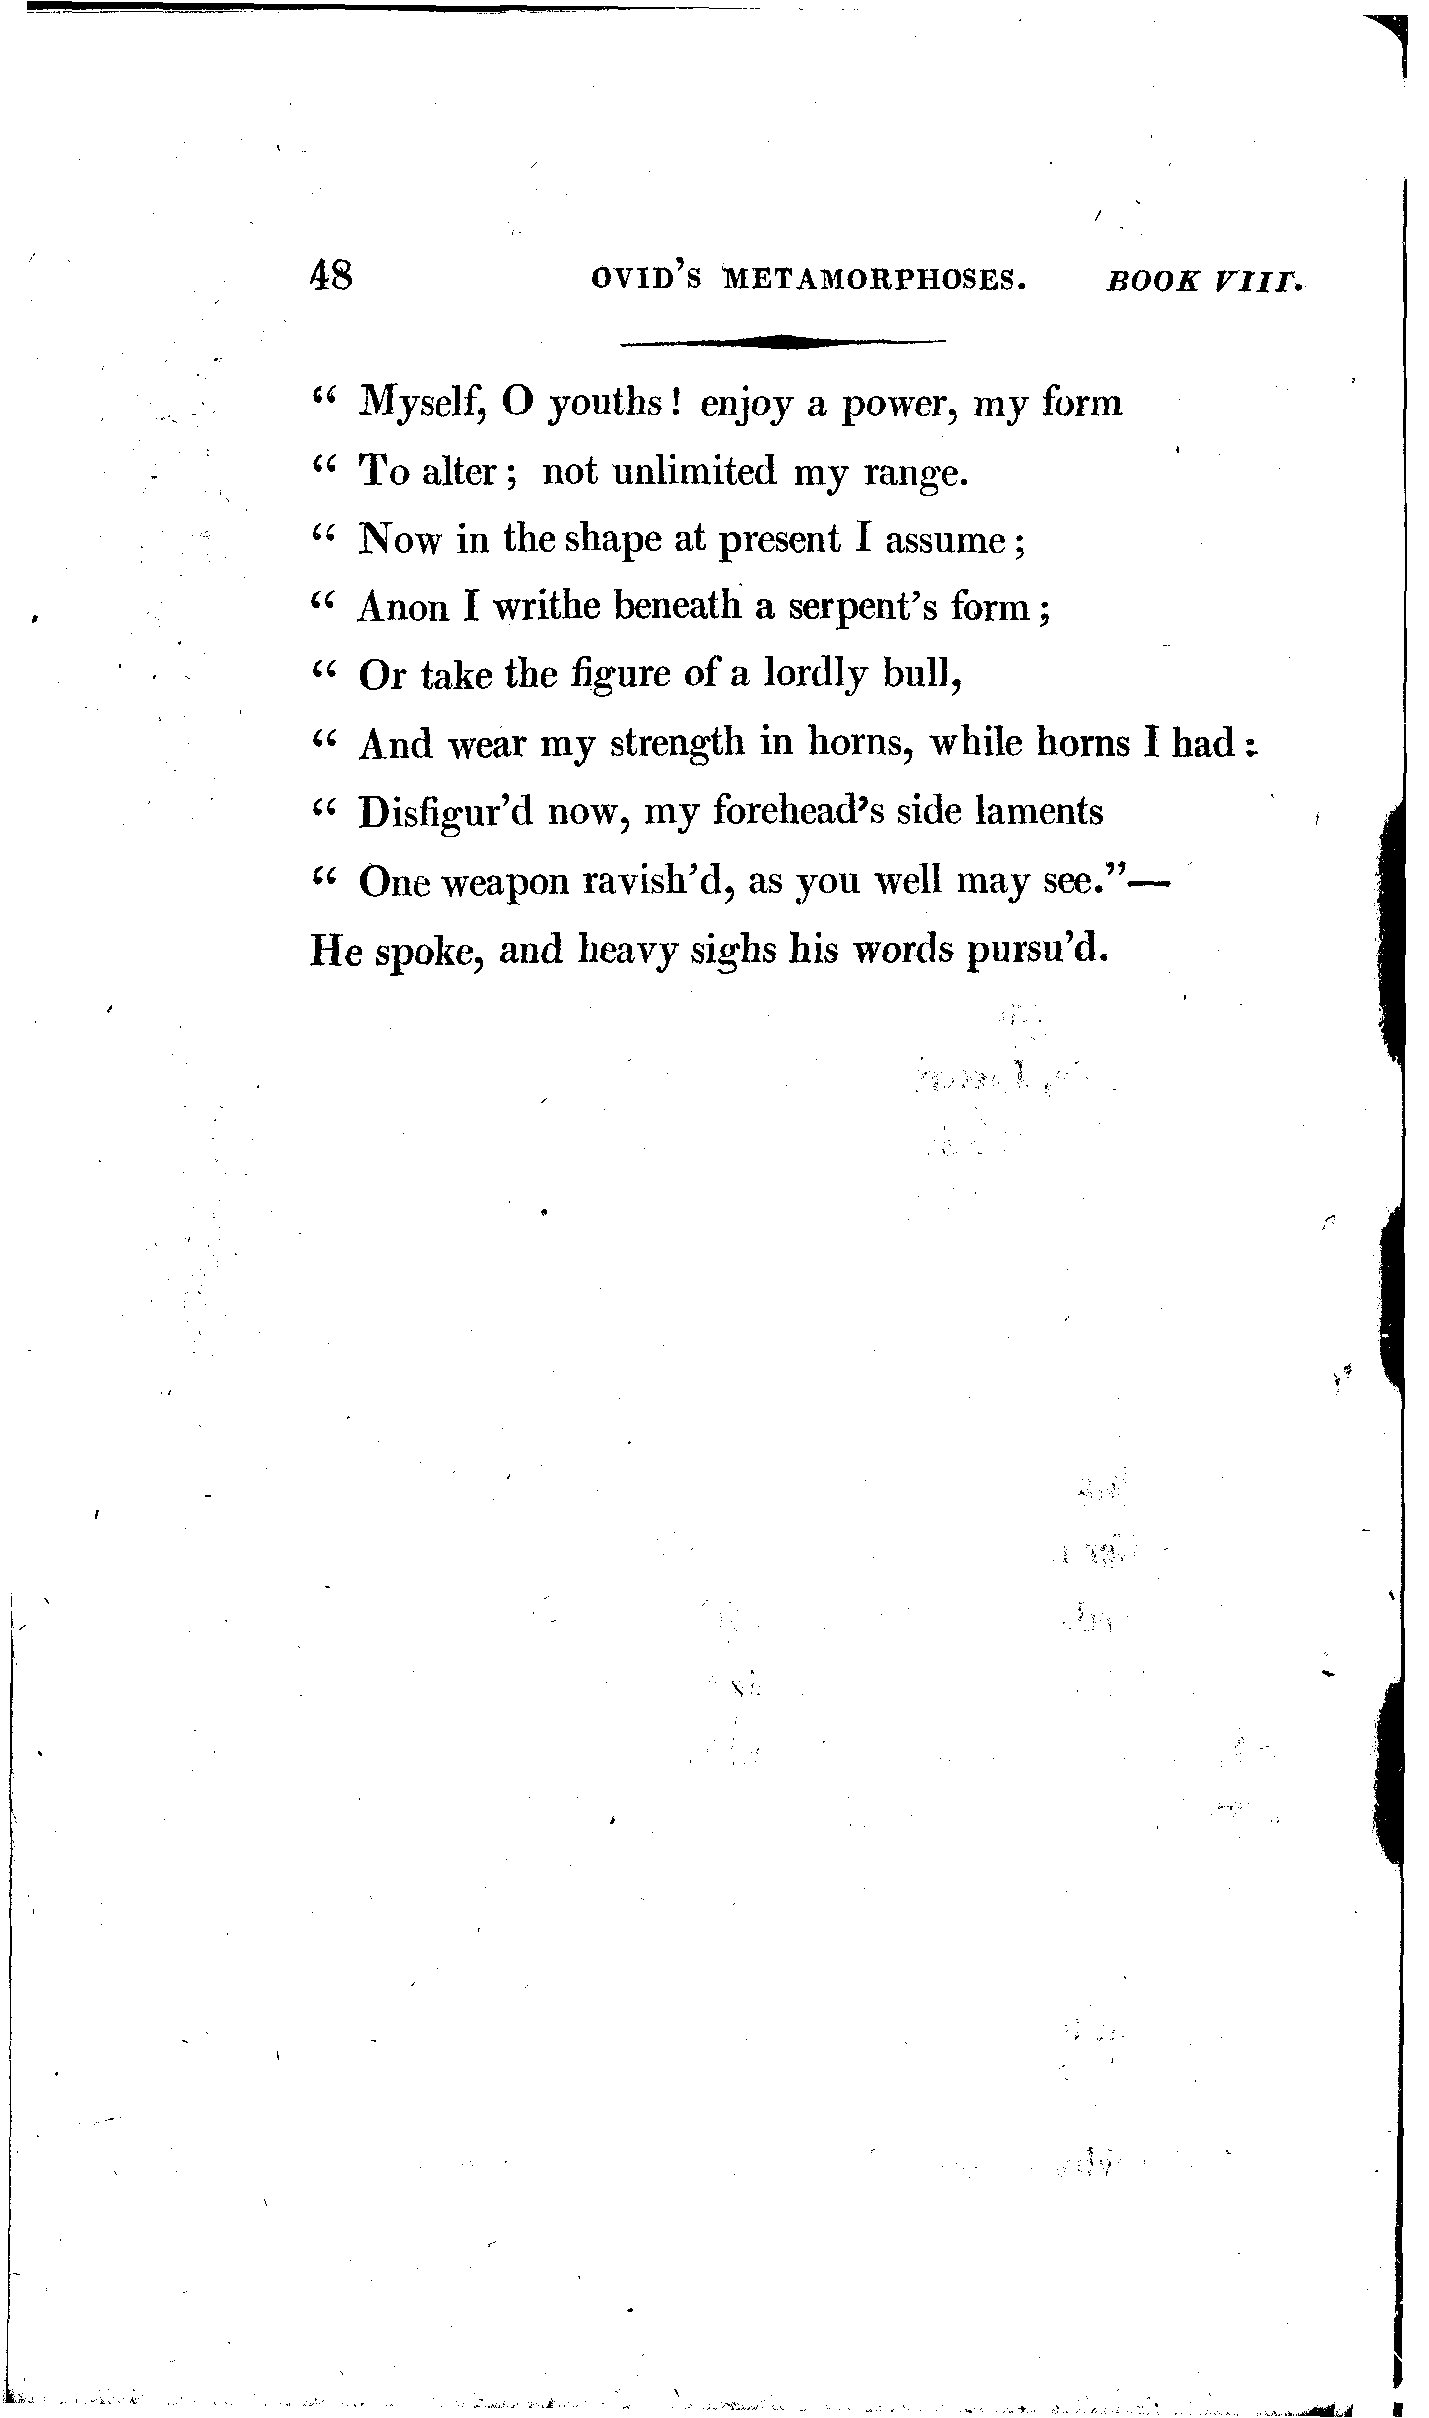 48 OVID'S METAMORPHOSES. BOOK VIII.
“ Myself, O youths! enjoy a power, my form
“ To alter; not unlimited my range.
“ Now in the shape at present I assume;
“ Anon I writhe beneath a serpent's form;
“ Or take the figure of a lordly bull,
“ And wear my strength in horns, while horns I had:
“ Disfigur'd now, my forehead's side laments
“ One weapon ravish'd, as you well may see.”—
He spoke, and heavy sighs his words pursu'd.